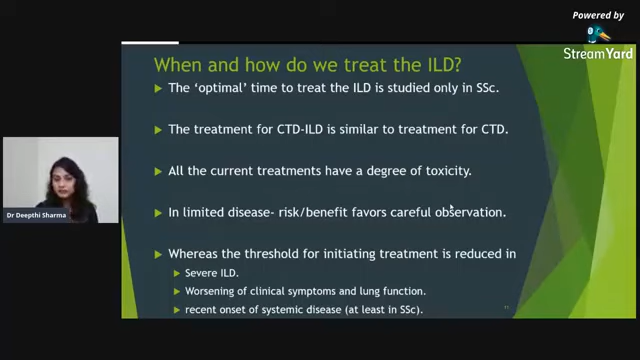 Powered by
StreamYard
When and how do we treat the ILD?
The ‘optimal’ time to treat the ILD is studied only in SSc.
The treatment for CTD-ILD is similar to treatment for CTD.
All the current treatments have a degree of toxicity.
In limited disease- risk/benefit favors careful observation.
Whereas the threshold for initiating treatment is reduced in
Severe ILD.
Worsening of clinical symptoms and lung function.
recent onset of systemic disease (at least in SSc).
Dr Deepthi Sharma